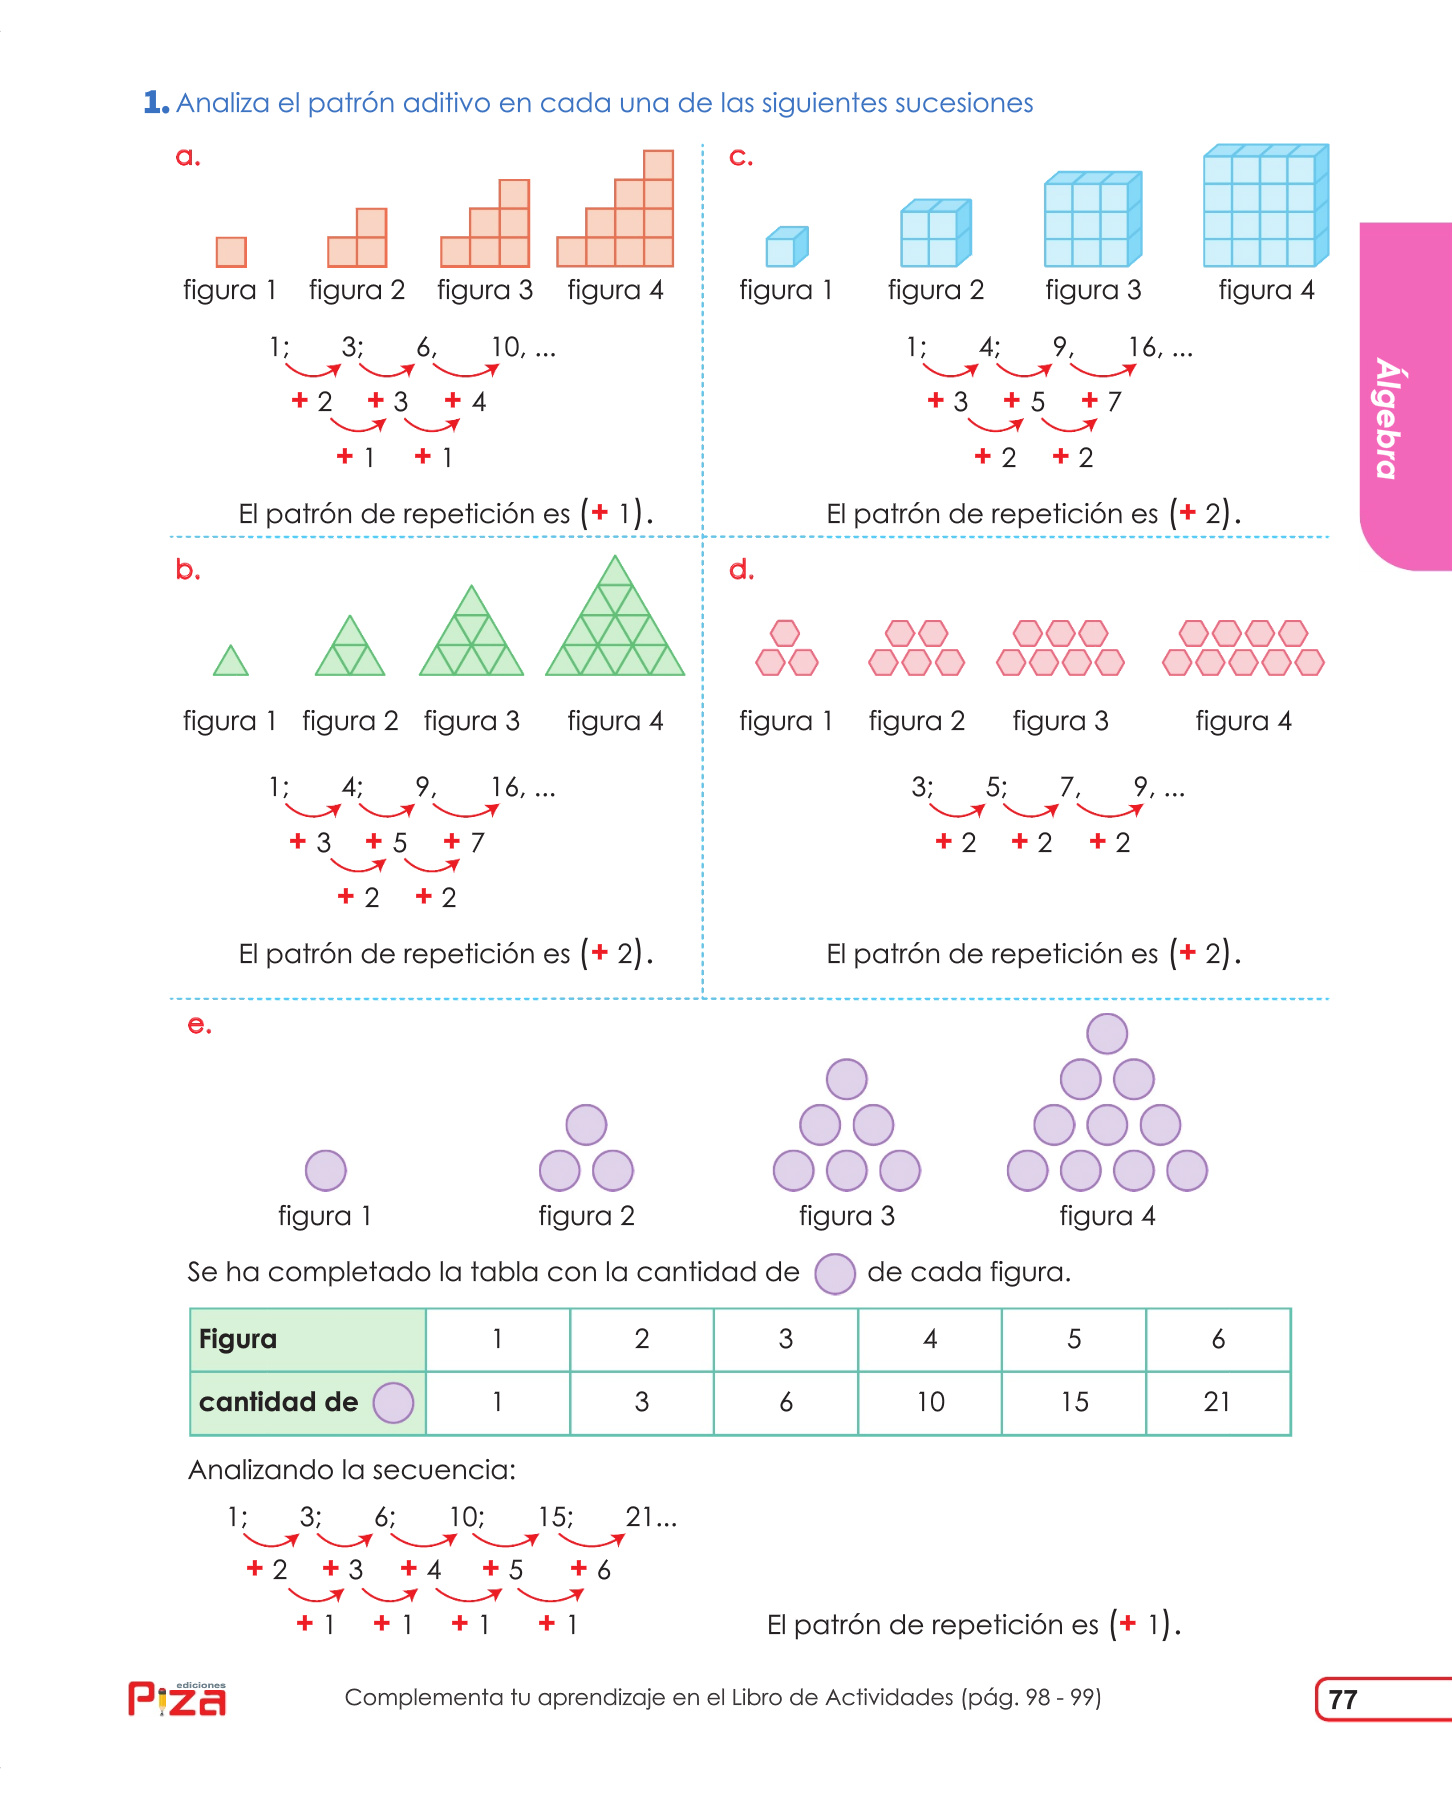 1. Analiza el patrón aditivo en cada una de las siguientes sucesiones
a.
figura 1 figura 2 figura 3 figura 4
1; 3; 6, 10, ...
+ 2 + 3 + 4
+ 1 + 1
El patrón de repetición es (+ 1).
c.
figura 1 figura 2 figura 3 figura 4
1; 4; 9, 16, ...
+ 3 + 5 + 7
+ 2 + 2
El patrón de repetición es (+ 2).
Álgebra
b.
figura 1 figura 2 figura 3 figura 4
1; 4; 9, 16, ...
+ 3 + 5 + 7
+ 2 + 2
El patrón de repetición es (+ 2).
d.
figura 1 figura 2 figura 3 figura 4
3; 5; 7, 9, ...
+ 2 + 2 + 2
El patrón de repetición es (+ 2).
e.
figura 1 figura 2 figura 3 figura 4
Se ha completado la tabla con la cantidad de de cada figura.
Figura 1 2 3 4 5 6
cantidad de 1 3 6 10 15 21
Analizando la secuencia:
1; 3; 6; 10; 15; 21...
+ 2 + 3 + 4 + 5 + 6
+ 1 + 1 + 1 + 1
El patrón de repetición es (+ 1).
ediciones
Piza
Complementa tu aprendizaje en el Libro de Actividades (pág. 98 - 99)
77